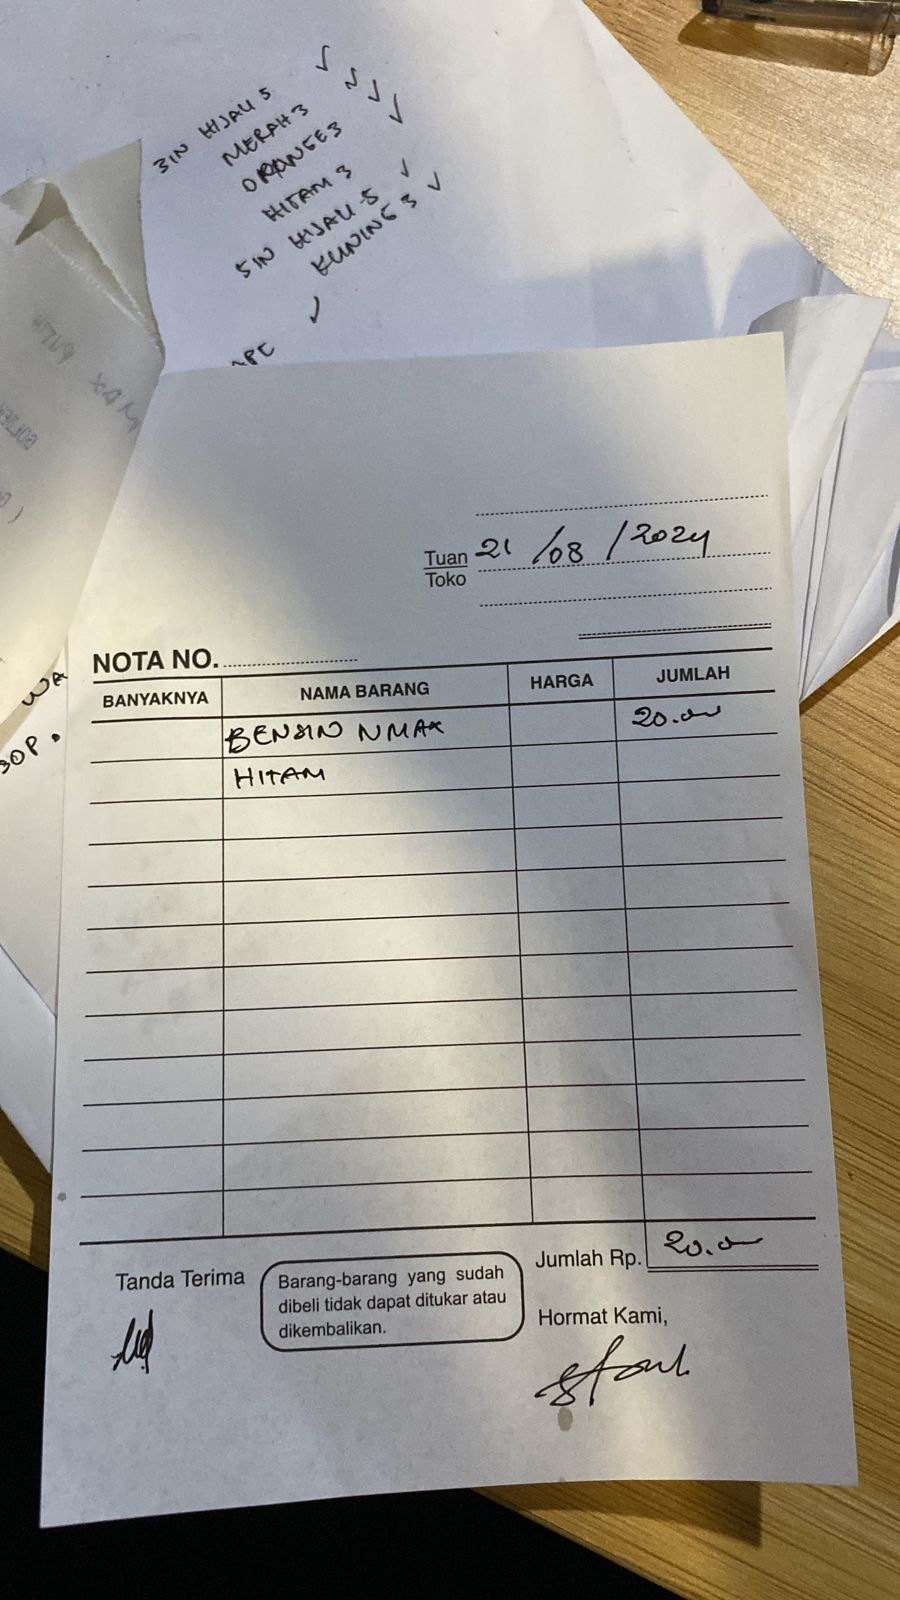 3IN HIJAU 5 ✓
MERAH 3 ✓
ORANGE 3 ✓
HITAM 3 ✓
5IN HIJAU 5 ✓
KUNING 3 ✓
✓
Tuan
Toko
21 /08 /2024
NOTA NO.
BANYAKNYA NAMA BARANG HARGA JUMLAH
BENSIN NMAX 20.000
HITAM
Jumlah Rp. 20.000
Tanda Terima
Barang-barang yang sudah
dibeli tidak dapat ditukar atau
dikembalikan.
Hormat Kami,